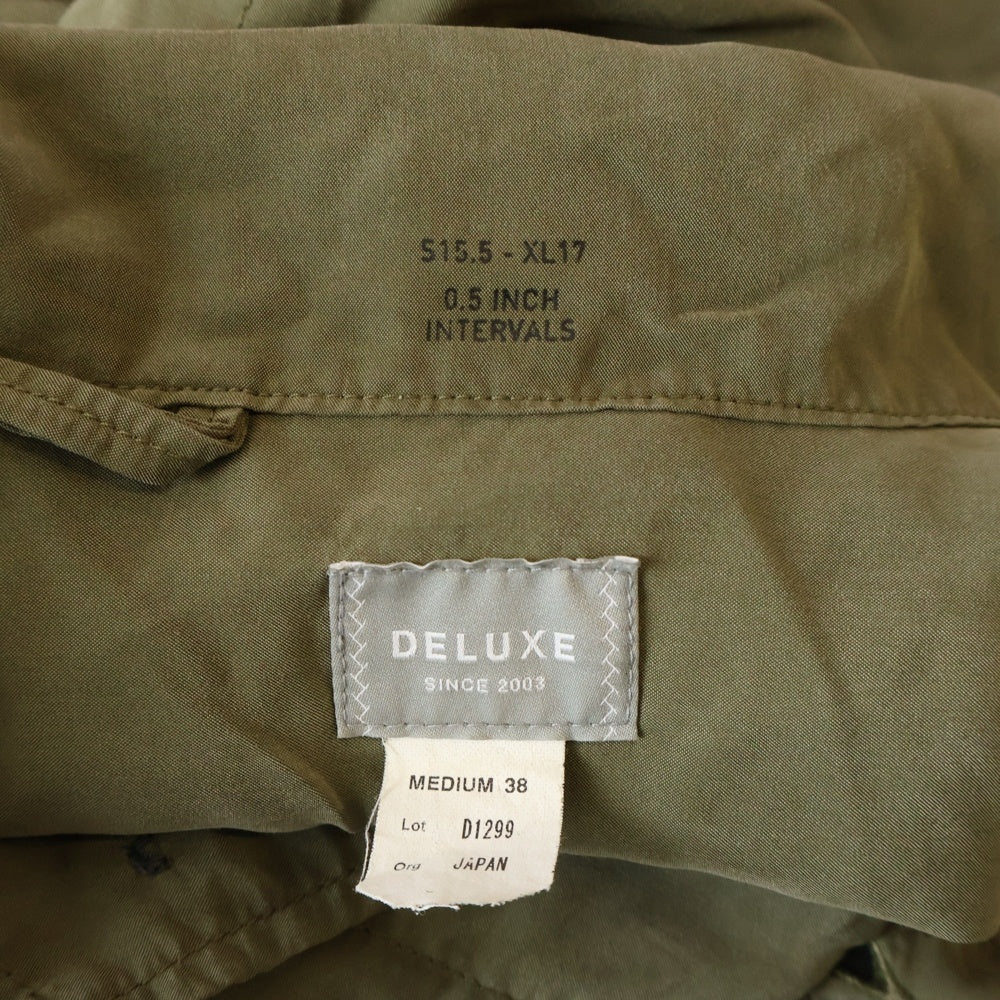 S15.5 - XL17
0.5 INCH
INTERVALS
DELUXE
SINCE 2003
MEDIUM 38
Lot D1299
Org JAPAN